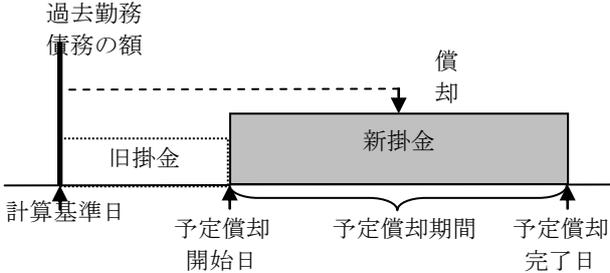 過去勤務
債務の額
償
却
旧掛金
新掛金
計算基準日
予定償却
開始日
予定償却期間
予定償却
完了日